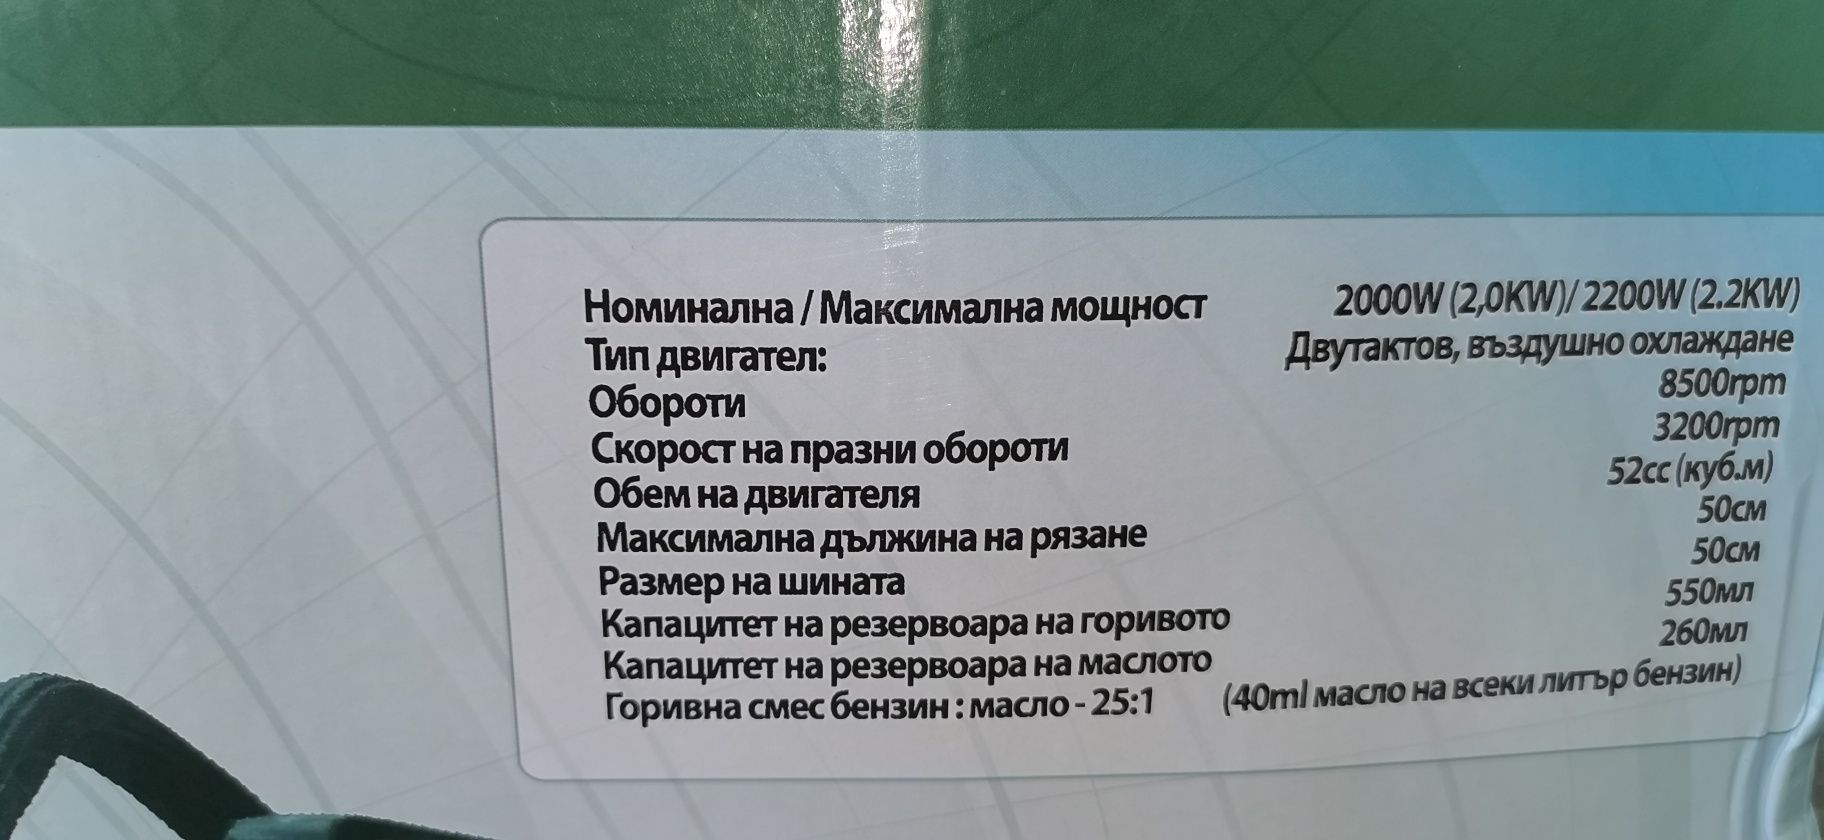 Номинална / Максимална мощност 2000W (2,0KW)/ 2200W (2.2KW)
Тип двигател: Двутактов, въздушно охлаждане
Обороти 8500rpm
Скорост на празни обороти 3200rpm
Обем на двигателя 52cc (куб.м)
Максимална дължина на рязане 50см
Размер на шината 50см
Капацитет на резервоара на горивото 550мл
Капацитет на резервоара на маслото 260мл
Горивна смес бензин : масло - 25:1 (40ml масло на всеки литър бензин)